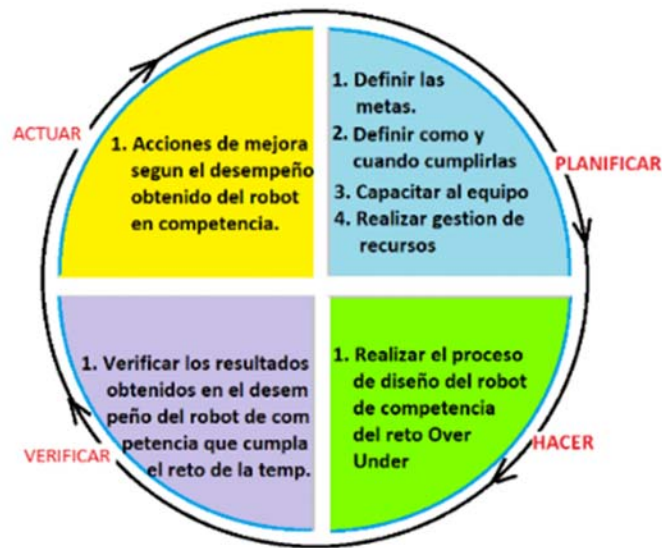 ACTUAR
1. Acciones de mejora
segun el desempeño
obtenido del robot
en competencia.
1. Definir las
metas.
2. Definir como y
cuando cumplirlas
3. Capacitar al equipo
4. Realizar gestion de
recursos
PLANIFICAR
1. Verificar los resultados
obtenidos en el desem
peño del robot de com
petencia que cumpla
el reto de la temp.
VERIFICAR
1. Realizar el proceso
de diseño del robot
de competencia
del reto Over
Under
HACER